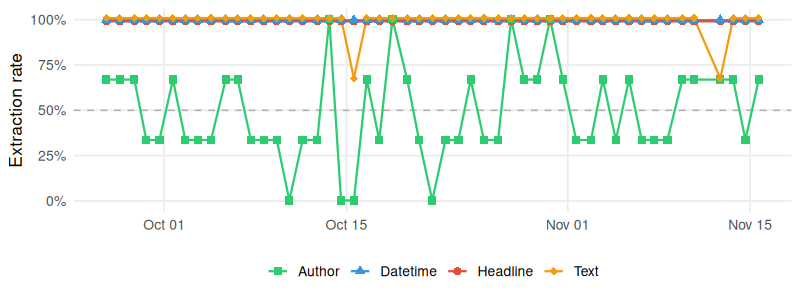 Extraction rate
100%
75%
50%
25%
0%
Oct 01 Oct 15 Nov 01 Nov 15
Author Datetime Headline Text